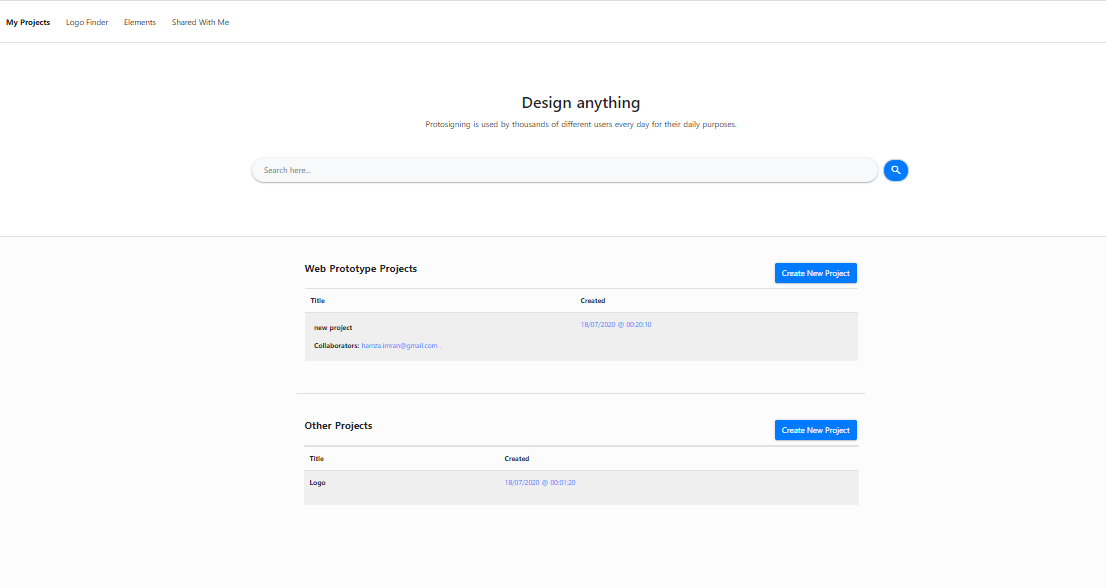 My Projects Logo Finder Elements Shared With Me
Design anything
Protosigning is used by thousands of different users every day for their daily purposes.
Search here...
Web Prototype Projects Create New Project
Title Created
new project 18/07/2020 @ 00:20:10
Collaborators: hamza.imran@gmail.com .
Other Projects Create New Project
Title Created
Logo 18/07/2020 @ 00:01:20